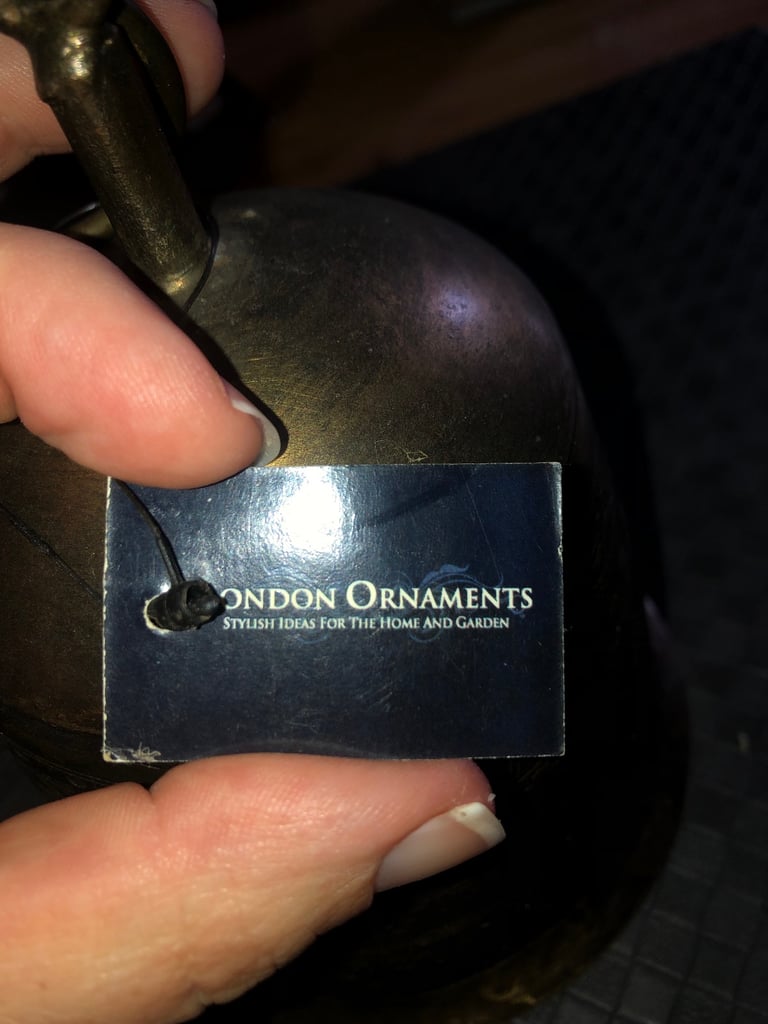 ONDON ORNAMENTS
STYLISH IDEAS FOR THE HOME AND GARDEN